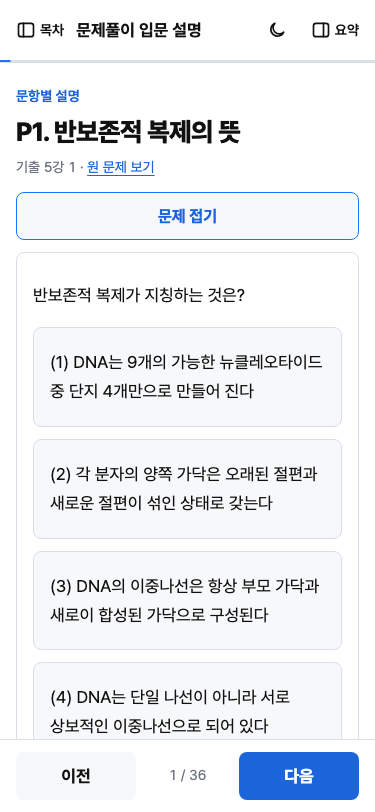 목차 문제풀이 입문 설명 요약
문항별 설명
P1. 반보존적 복제의 뜻
기출 5강 1 · 원 문제 보기
문제 접기
반보존적 복제가 지칭하는 것은?
(1) DNA는 9개의 가능한 뉴클레오타이드
중 단지 4개만으로 만들어 진다
(2) 각 분자의 양쪽 가닥은 오래된 절편과
새로운 절편이 섞인 상태로 갖는다
(3) DNA의 이중나선은 항상 부모 가닥과
새로이 합성된 가닥으로 구성된다
(4) DNA는 단일 나선이 아니라 서로
상보적인 이중나선으로 되어 있다
이전 1 / 36 다음